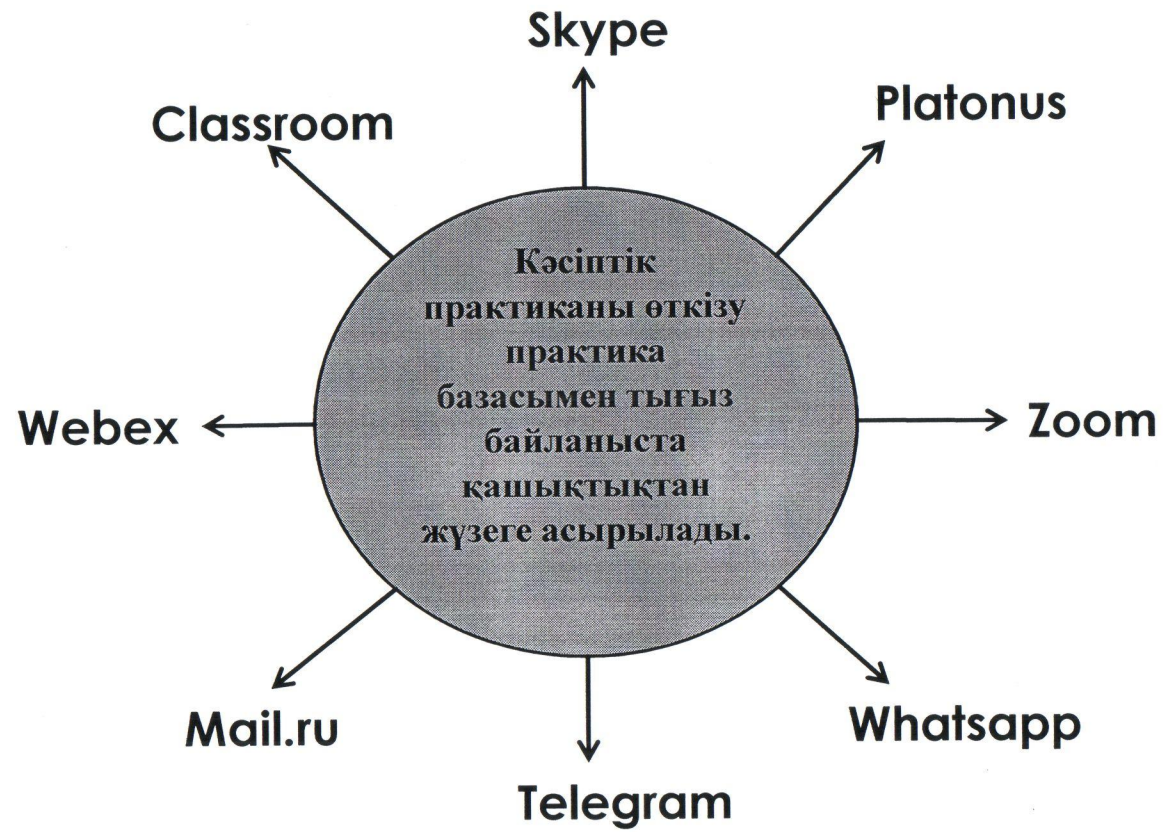 Skype
Classroom
Platonus
Кәсіптік
практиканы өткізу
практика
базасымен тығыз
байланыста
қашықтықтан
жүзеге асырылады.
Webex
Zoom
Mail.ru
Whatsapp
Telegram